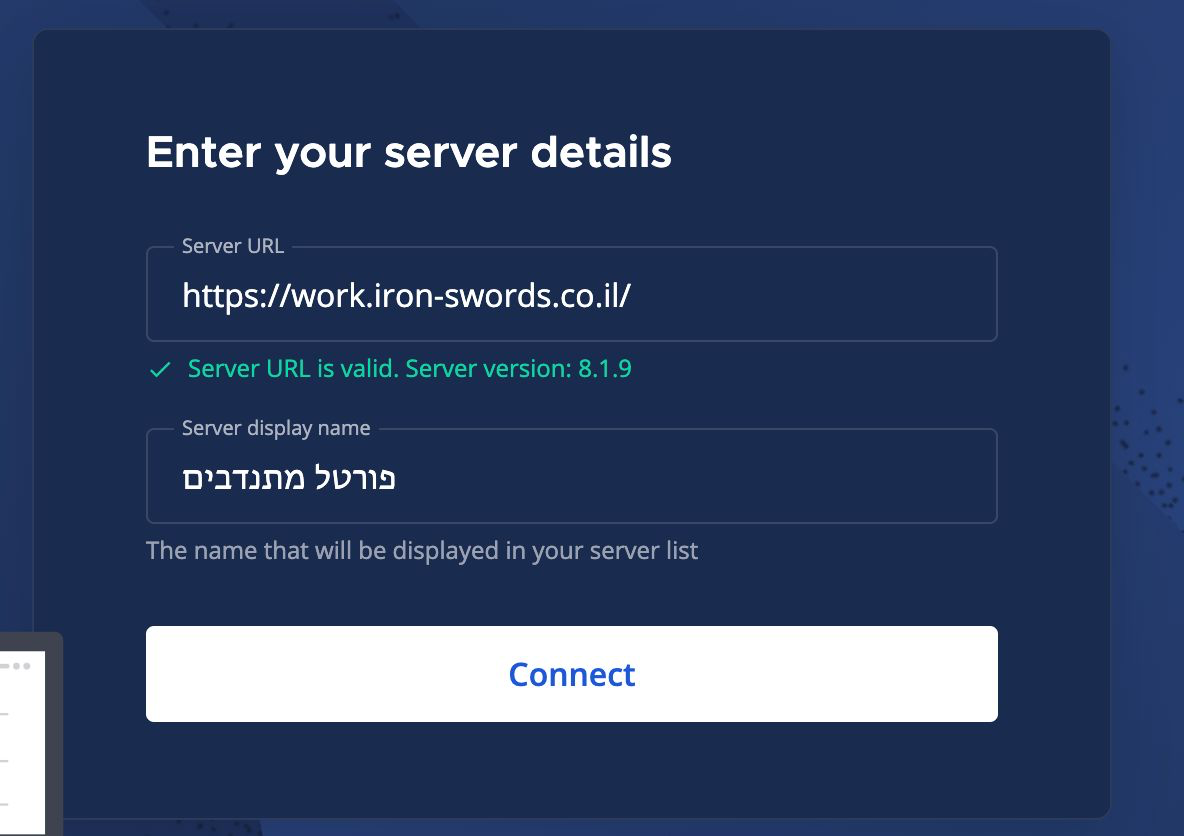 Enter your server details
Server URL
https://work.iron-swords.co.il/
Server URL is valid. Server version: 8.1.9
Server display name
פורטל מתנדבים
The name that will be displayed in your server list
Connect